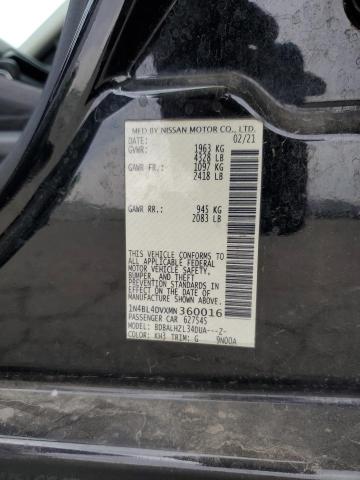 MFD BY NISSAN MOTOR CO., LTD.
DATE: 02/21
GVWR: 1963 KG
4328 LB
GAWR FR: 1097 KG
2418 LB
GAWR RR: 945 KG
2083 LB
THIS VEHICLE CONFORMS
TO ALL APPLICABLE FEDERAL SAFETY,
BUMPER, AND THEFT
PREVENTION STANDARDS IN EFFECT
ON THE DATE OF MANUFACTURE
SHOWN ABOVE.
1N4BL4DVXMN360016
PASSENGER CAR 627545
MODEL: BDBALHZL34DUA---Z-
COLOR: KH3 TRIM: G 9N00A